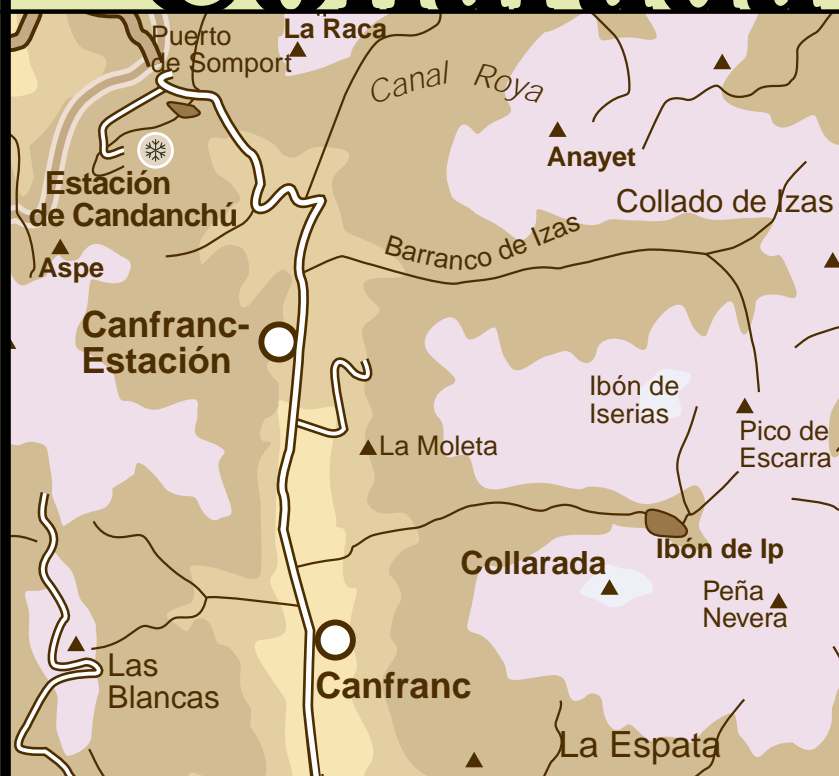 Collarada
Puerto
de Somport
La Raca
Canal Roya
Anayet
Estación
de Candanchú
Collado de Izas
Barranco de Izas
Aspe
Canfranc-
Estación
Ibón de
Iserias
La Moleta
Pico de
Escarra
Ibón de Ip
Collarada
Peña
Nevera
Las
Blancas
Canfranc
La Espata